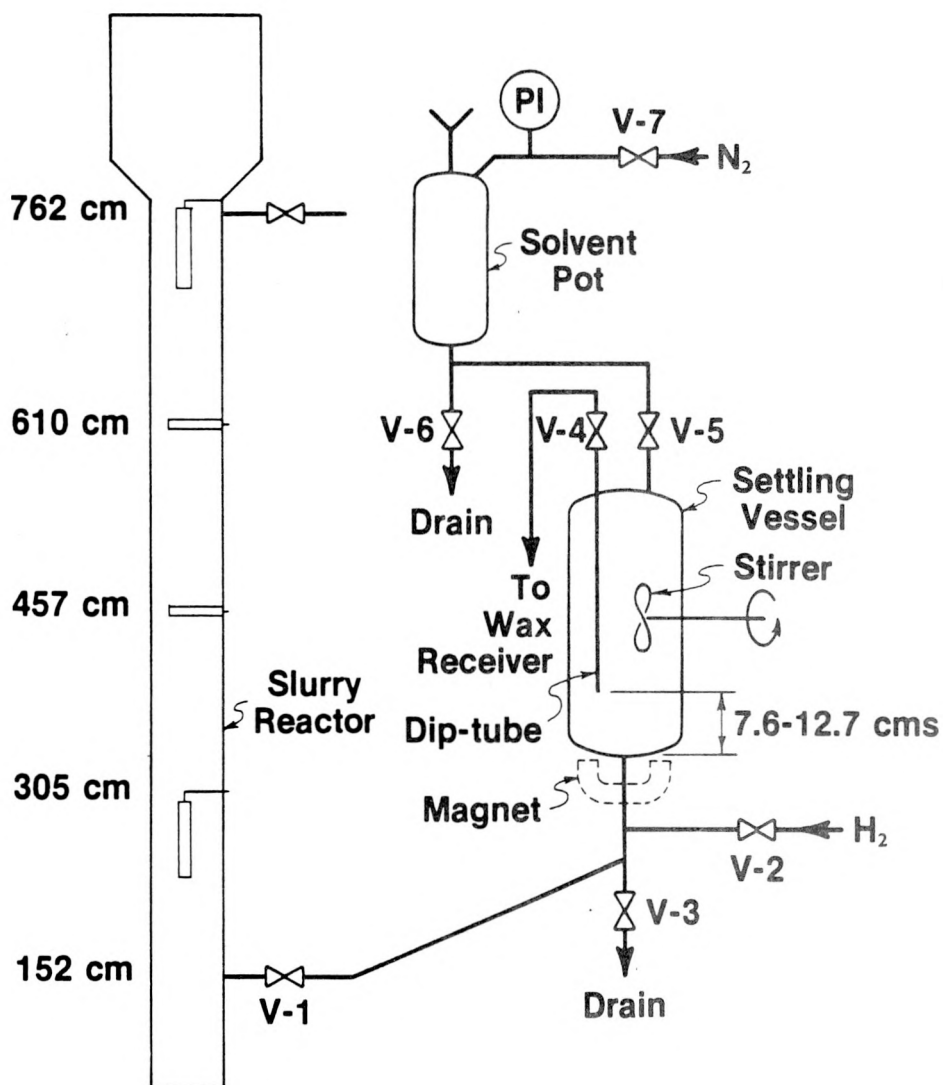 PI
V-7
N₂
762 cm
Solvent
Pot
610 cm
V-6
V-4
V-5
Drain
Settling
Vessel
Stirrer
457 cm
To
Wax
Receiver
Slurry
Reactor
Dip-tube
7.6-12.7 cms
305 cm
Magnet
H₂
V-2
V-3
152 cm
V-1
Drain